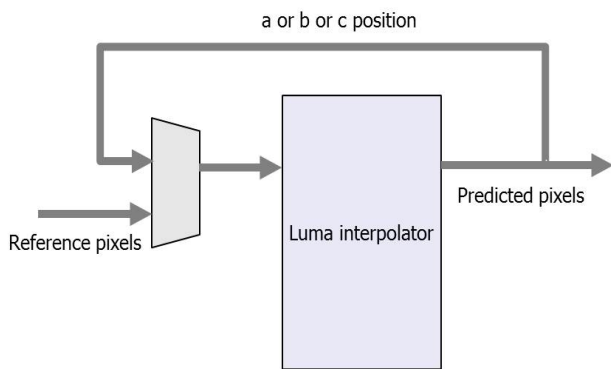 a or b or c position
Predicted pixels
Luma interpolator
Reference pixels